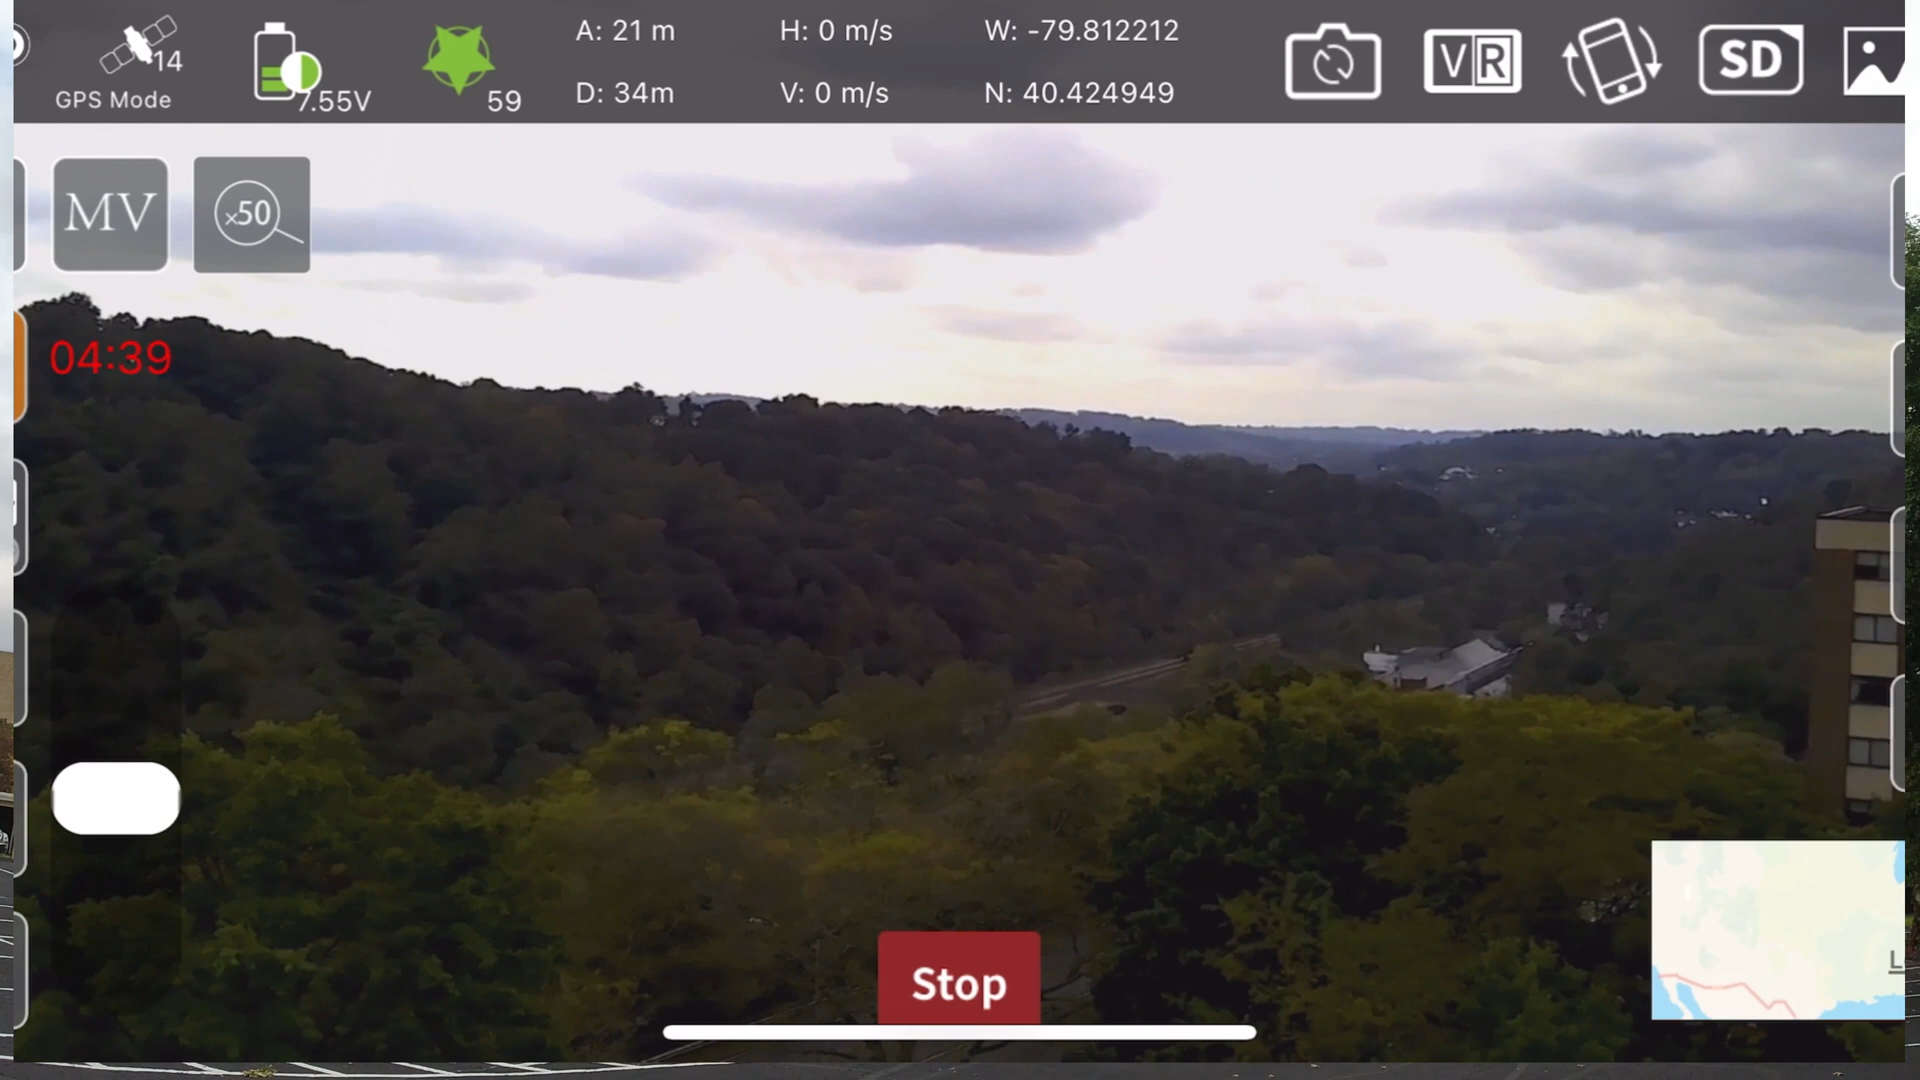 14
GPS Mode
7.55V
59
A: 21 m
H: 0 m/s
W: -79.812212
D: 34m
V: 0 m/s
N: 40.424949
VR
SD
MV
x50
04:39
Stop
L